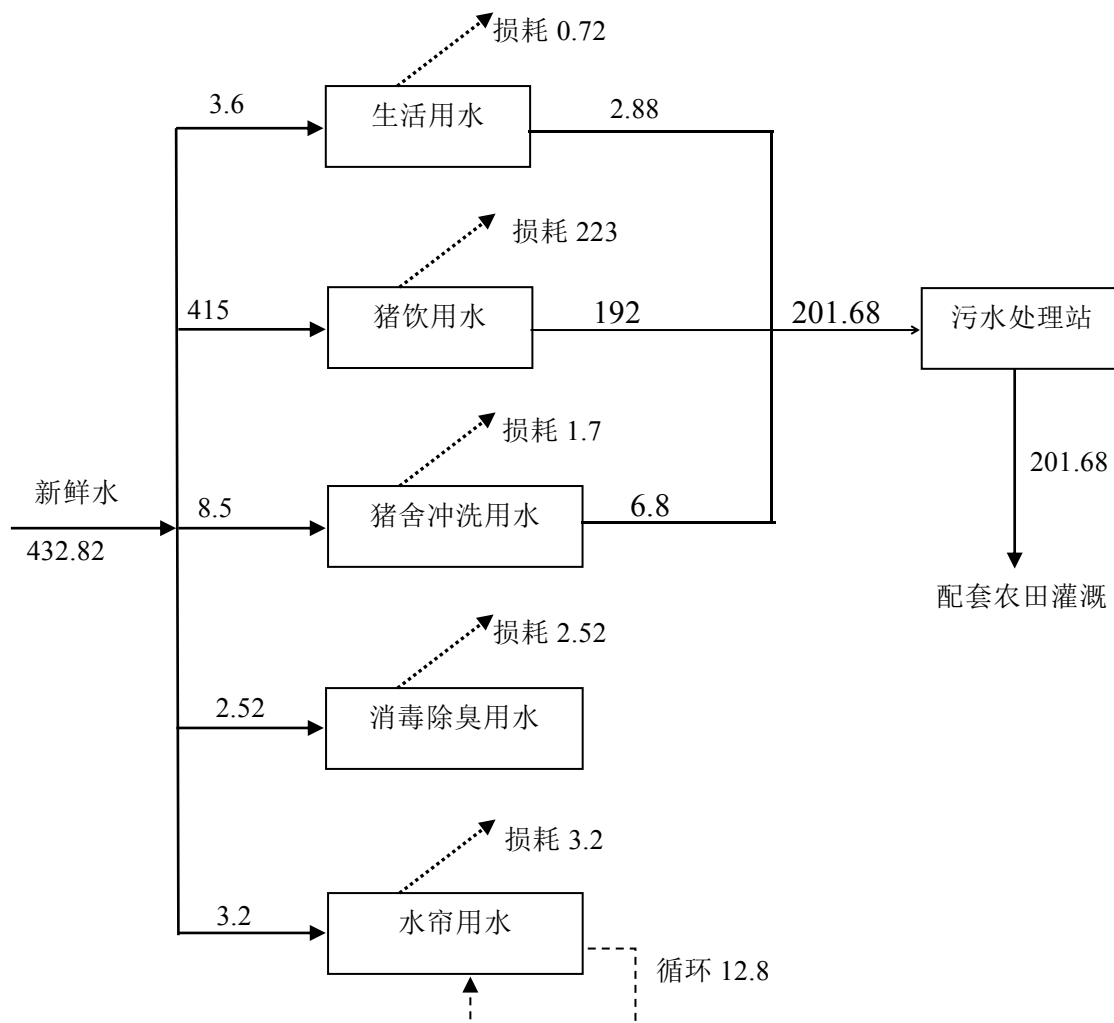 损耗 0.72
3.6
生活用水
2.88
损耗 223
415
猪饮用水
192
201.68
污水处理站
损耗 1.7
201.68
新鲜水
432.82
8.5
猪舍冲洗用水
6.8
配套农田灌溉
损耗 2.52
2.52
消毒除臭用水
损耗 3.2
3.2
水帘用水
循环 12.8